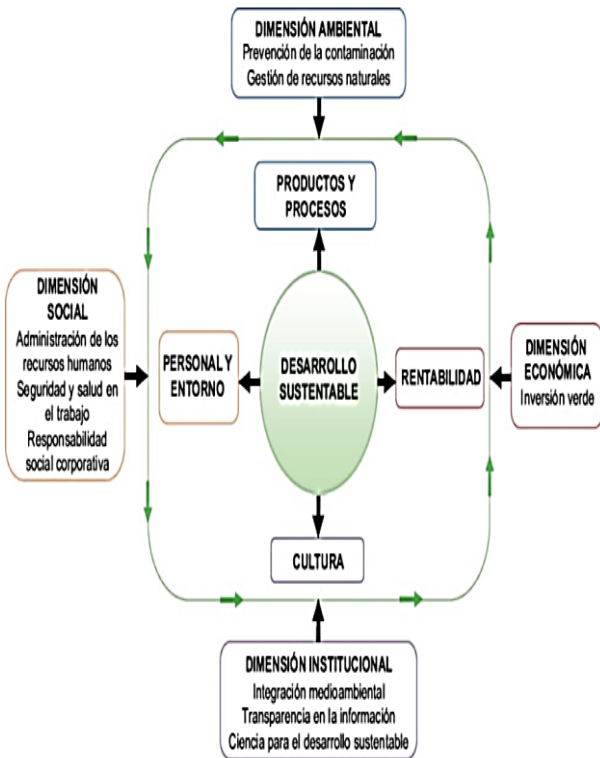 DIMENSIÓN AMBIENTAL
Prevención de la contaminación
Gestión de recursos naturales
PRODUCTOS Y
PROCESOS
DIMENSIÓN
SOCIAL
Administración de los
recursos humanos
Seguridad y salud en
el trabajo
Responsabilidad
social corporativa
PERSONAL Y
ENTORNO
DESARROLLO
SUSTENTABLE
RENTABILIDAD
DIMENSIÓN
ECONÓMICA
Inversión verde
CULTURA
DIMENSIÓN INSTITUCIONAL
Integración medioambiental
Transparencia en la información
Ciencia para el desarrollo sustentable